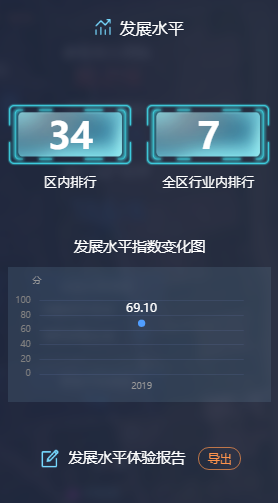 发展水平
34 7
区内排行 全区行业内排行
发展水平指数变化图
分
100
80
60
40
20
0
69.10
2019
发展水平体验报告 导出